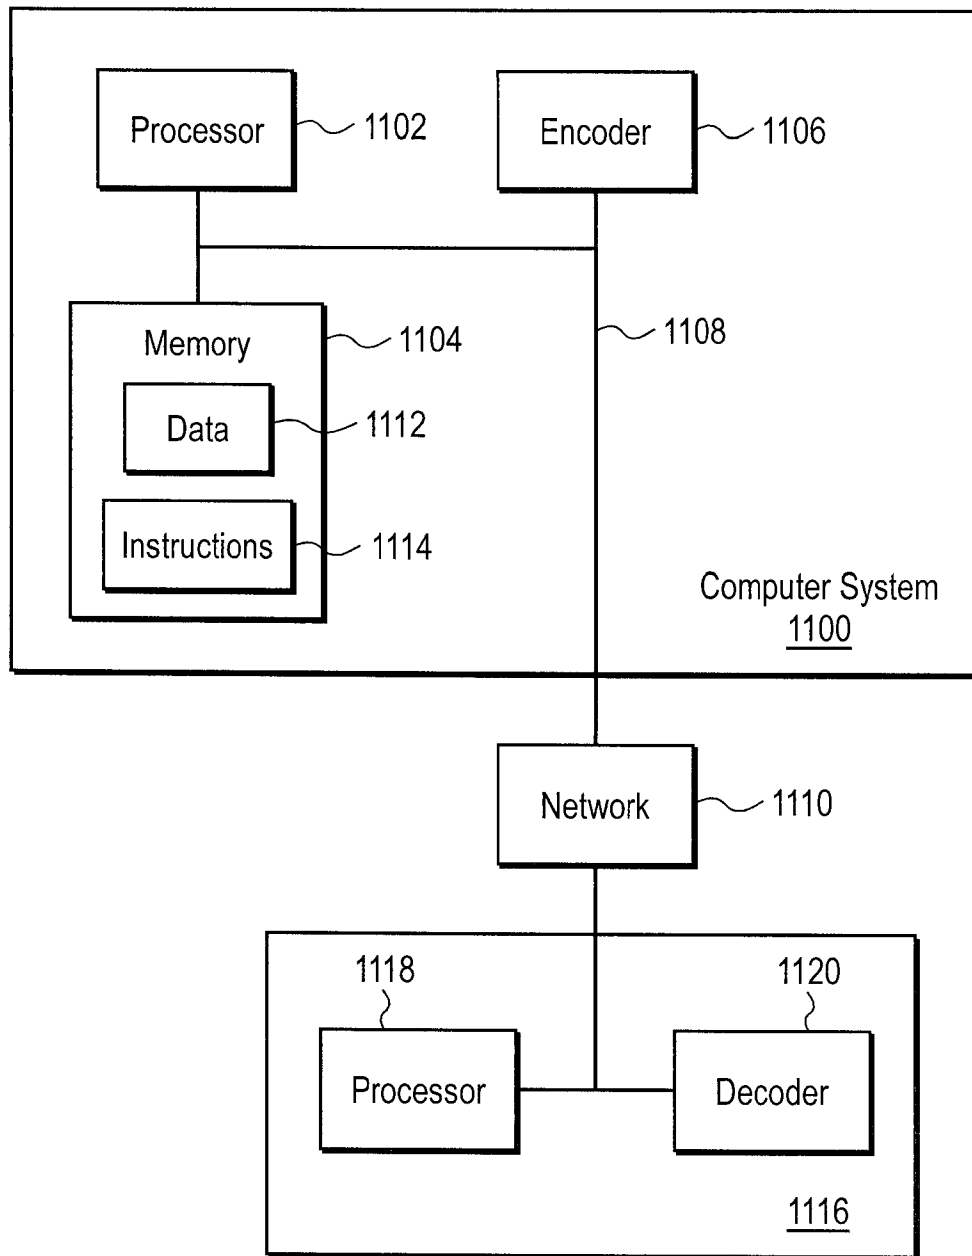 Processor
1102
Encoder
1106
Memory
1104
1108
Data
1112
Instructions
1114
Computer System
1100
Network
1110
1118
1120
Processor
Decoder
1116